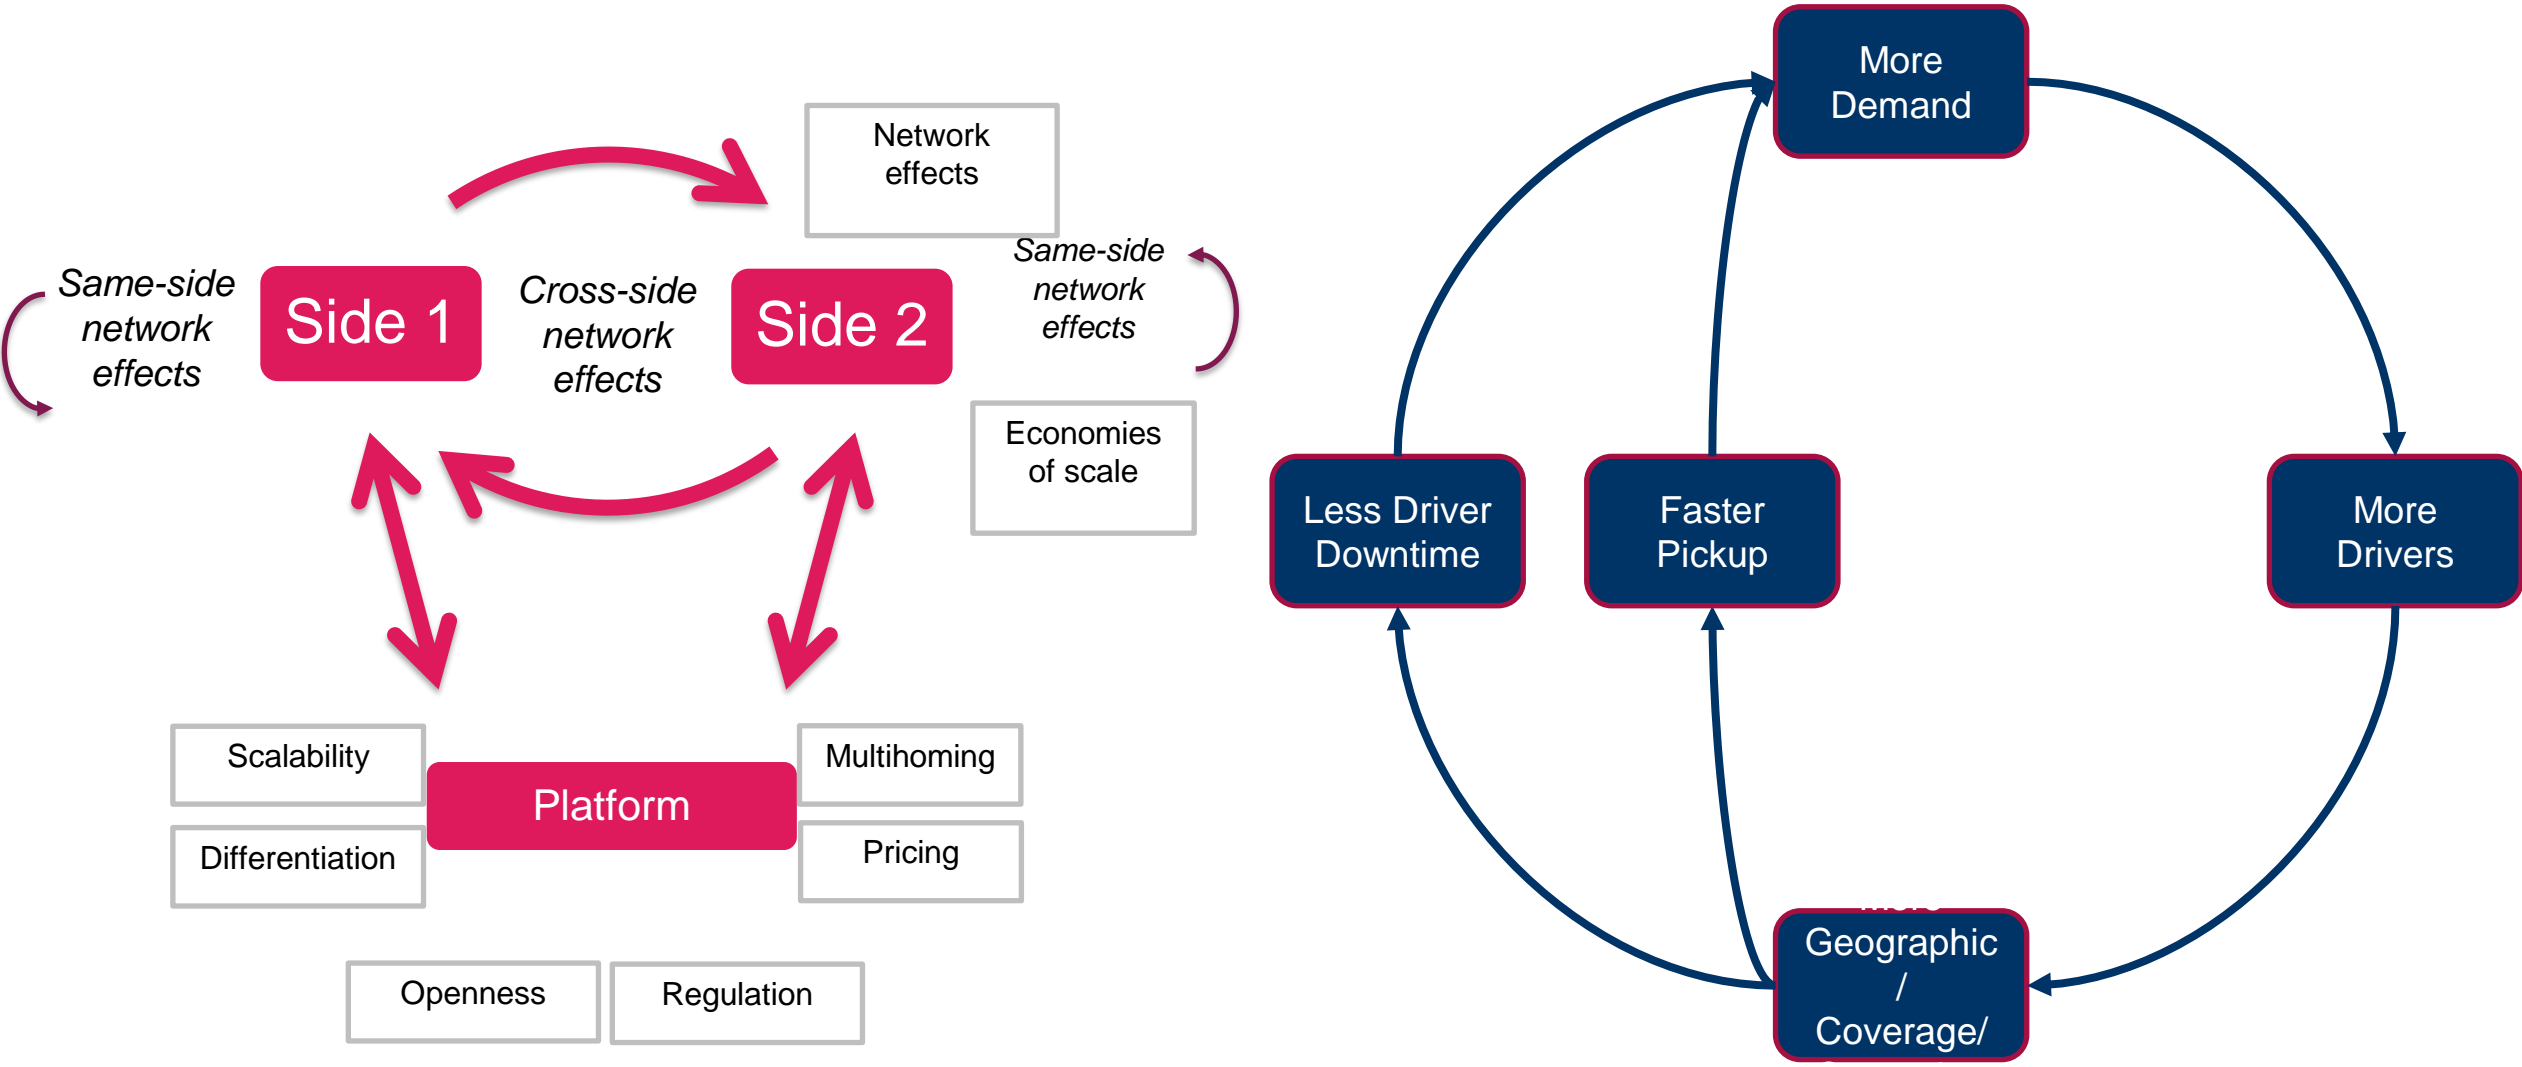 Network
effects
Same-side
network
effects
Side 1
Cross-side
network
effects
Side 2
Same-side
network
effects
Economies
of scale
Scalability
Platform
Multihoming
Differentiation
Pricing
Openness
Regulation
More
Demand
Less Driver
Downtime
Faster
Pickup
More
Drivers
More
Geographic
/
Coverage/